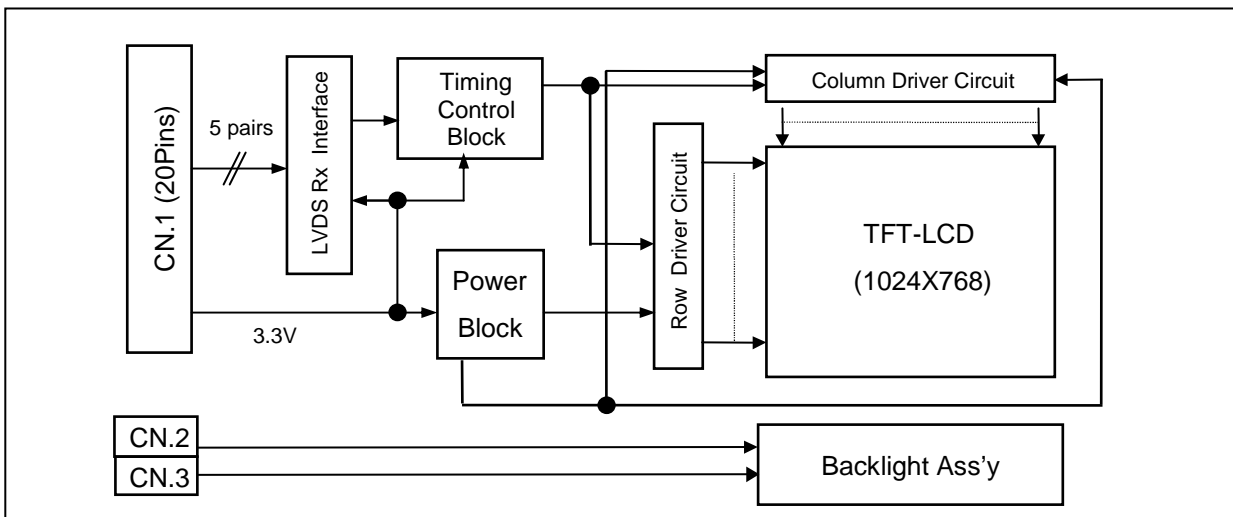 CN.1 (20Pins)
5 pairs
3.3V
LVDS Rx Interface
Timing
Control
Block
Power
Block
Row Driver Circuit
Column Driver Circuit
TFT-LCD
(1024X768)
CN.2
CN.3
Backlight Ass'y